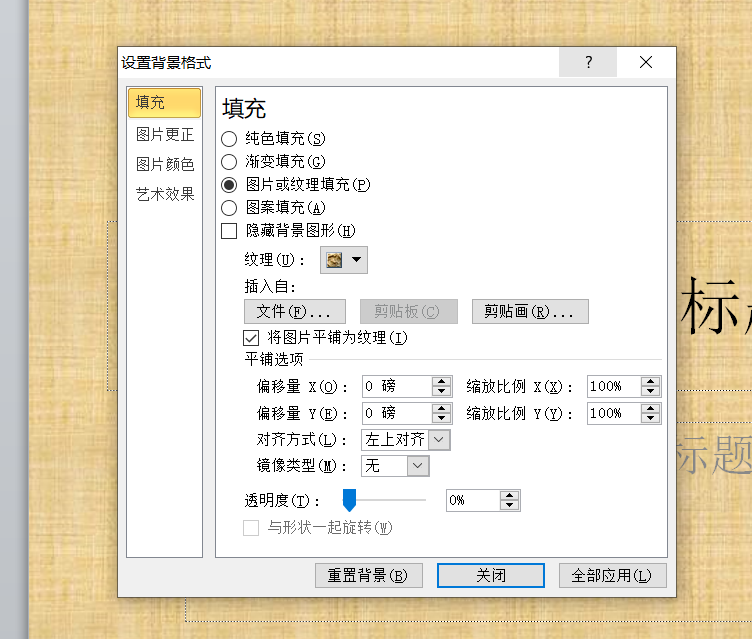 设置背景格式
?
填充
图片更正
图片颜色
艺术效果
填充
纯色填充(S)
渐变填充(G)
图片或纹理填充(P)
图案填充(A)
隐藏背景图形(H)
纹理(U)：
插入自:
文件(F)... 剪贴板(C) 剪贴画(R)...
将图片平铺为纹理(I)
平铺选项
偏移量 X(O)： 0 磅 缩放比例 X(X)： 100%
偏移量 Y(E)： 0 磅 缩放比例 Y(Y)： 100%
对齐方式(L)： 左上对齐
镜像类型(M)： 无
透明度(T)： 0%
与形状一起旋转(W)
重置背景(B) 关闭 全部应用(L)
标
标题